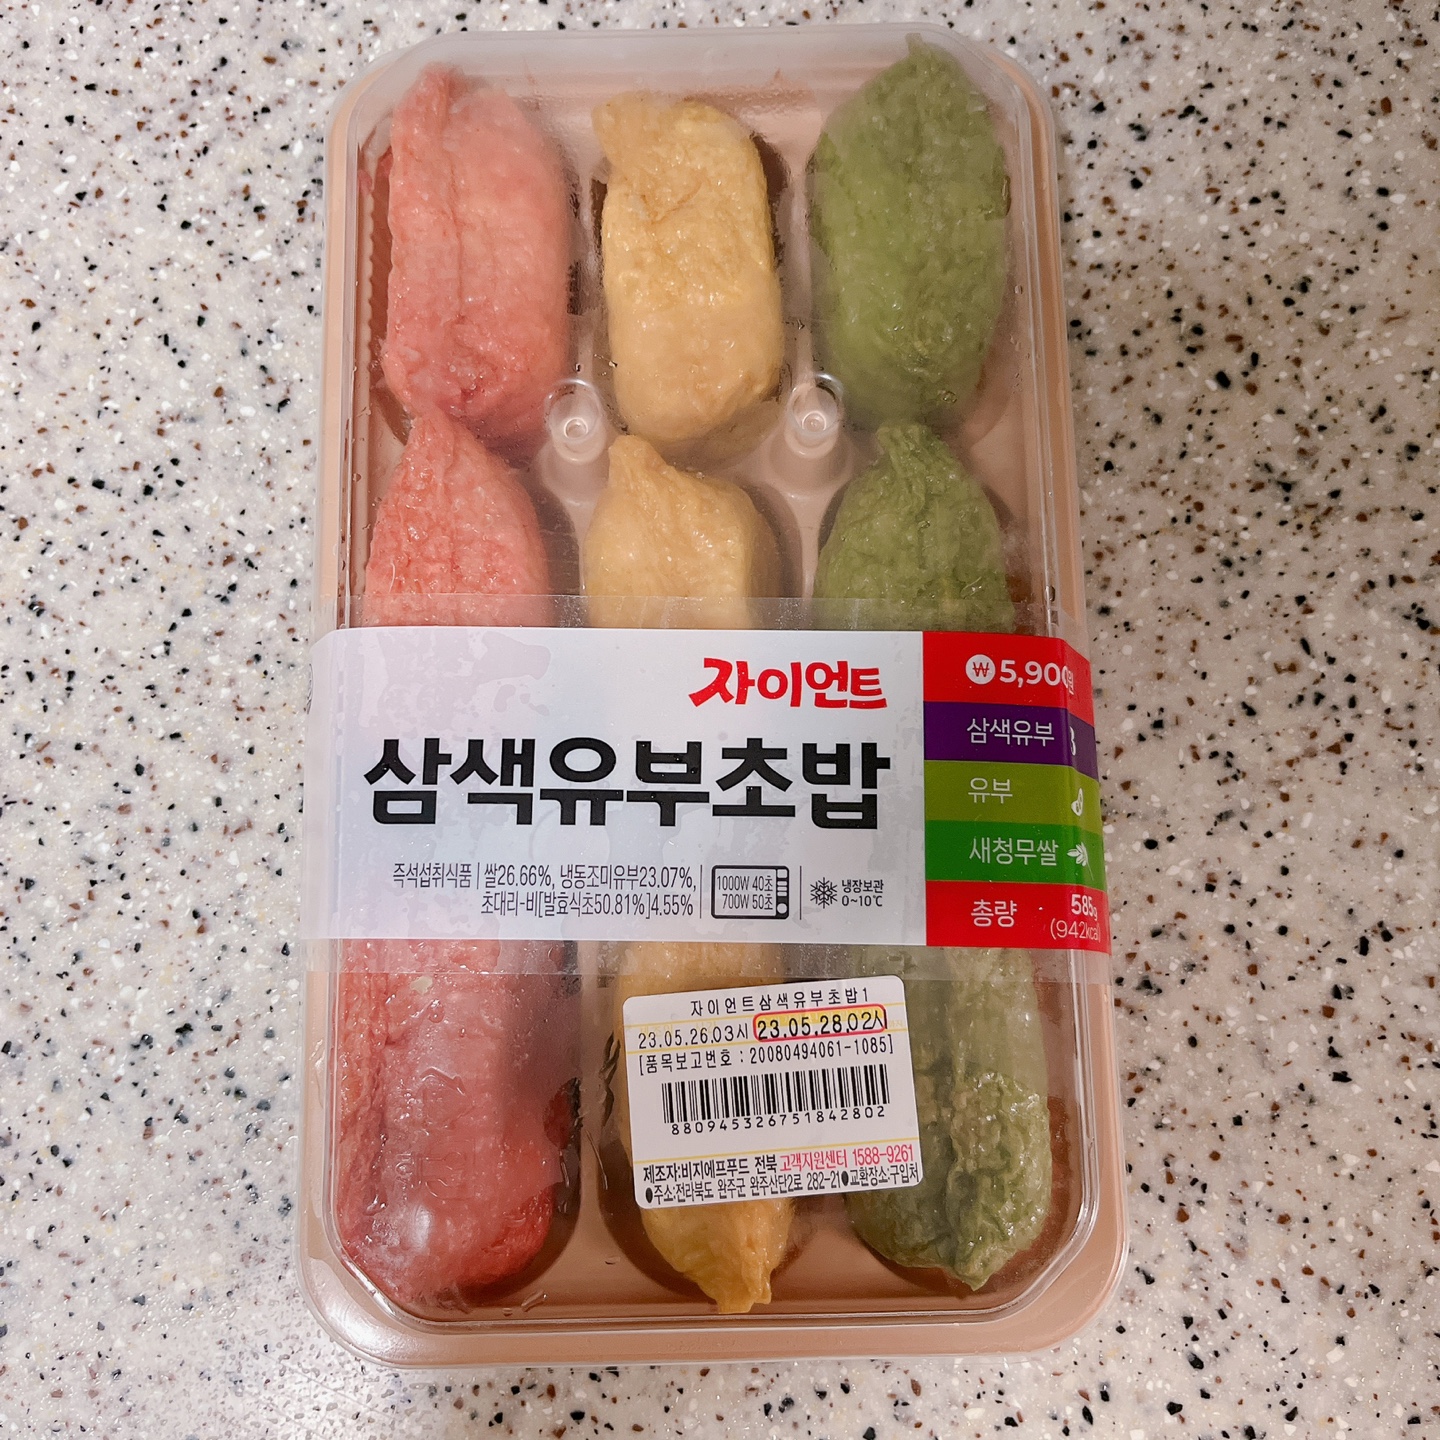 자이언트
삼색유부초밥
즉석섭취식품 | 쌀26.66%, 냉동조미유부23.07%,
초대리-비[발효식초50.81%]4.55%
1000W 40초
700W 50초
냉장보관
0~10℃
₩5,900원
삼색유부
유부
새청무쌀
총량 585g
(942kcal)
자이언트삼색유부초밥1
23.05.26.03시 23.05.28.02시
[품목보고번호 : 20080494061-1085]
880945326751842802
제조자:비지에프푸드 전북 고객지원센터 1588-9261
●주소:전라북도 완주군 완주산단2로 282-21●교환장소:구입처